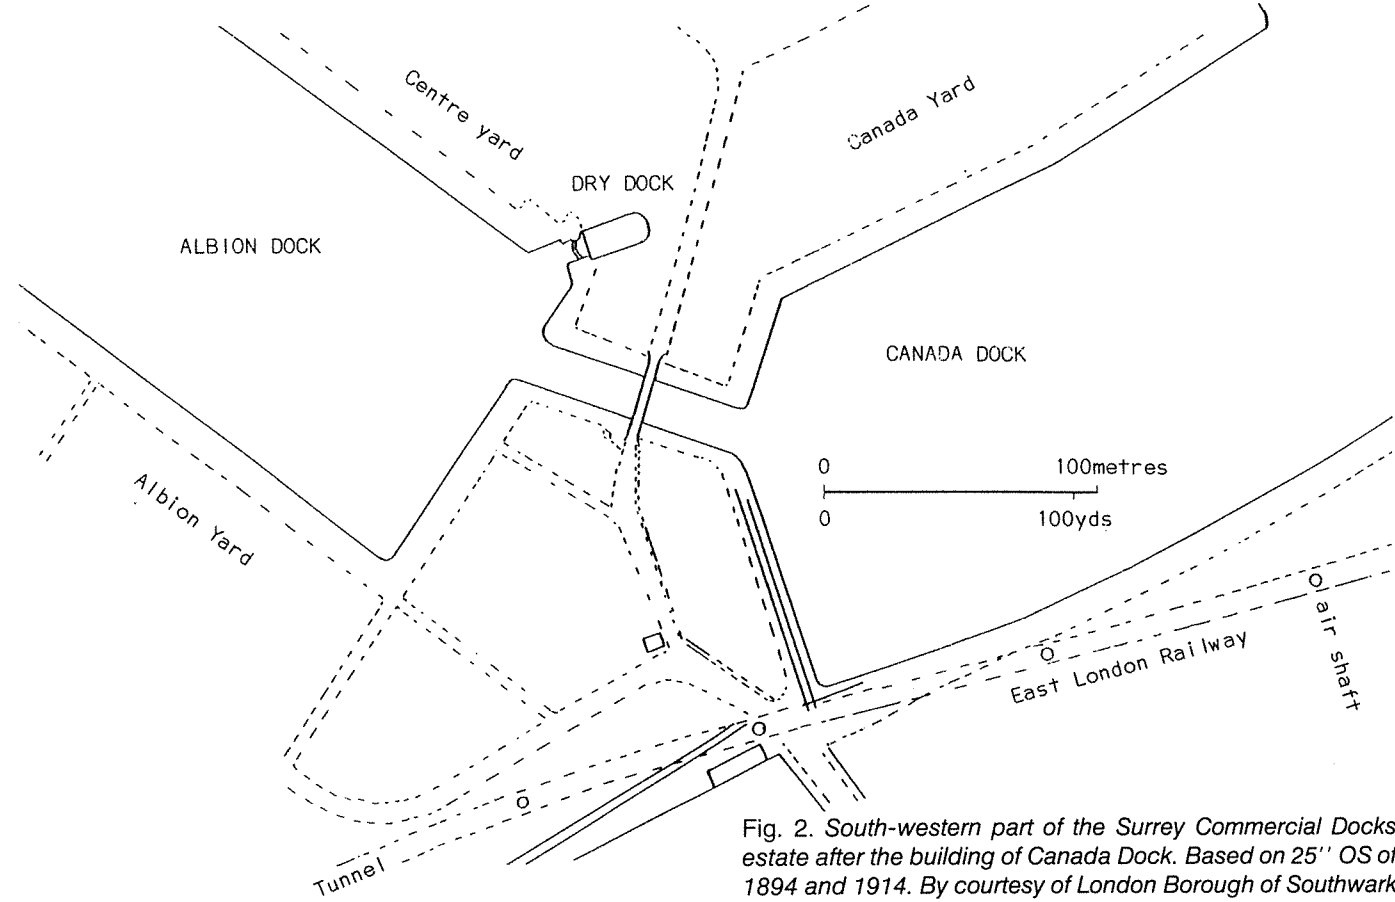 Centre yard
Canada Yard
DRY DOCK
ALBION DOCK
CANADA DOCK
0 100metres
0 100yds
Albion Yard
air shaft
East London Railway
Tunnel
Fig. 2. South-western part of the Surrey Commercial Docks
estate after the building of Canada Dock. Based on 25'' OS of
1894 and 1914. By courtesy of London Borough of Southwark